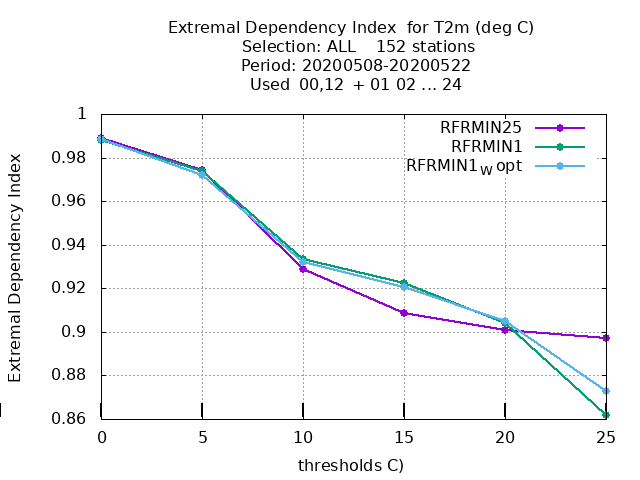 Extremal Dependency Index  for T2m (deg C)
Selection: ALL    152 stations
Period: 20200508-20200522
Used  00,12  + 01 02 ... 24
RFRMIN25
RFRMIN1
RFRMIN1W opt
Extremal Dependency Index
1
0.98
0.96
0.94
0.92
0.9
0.88
0.86
0 5 10 15 20 25
thresholds C)